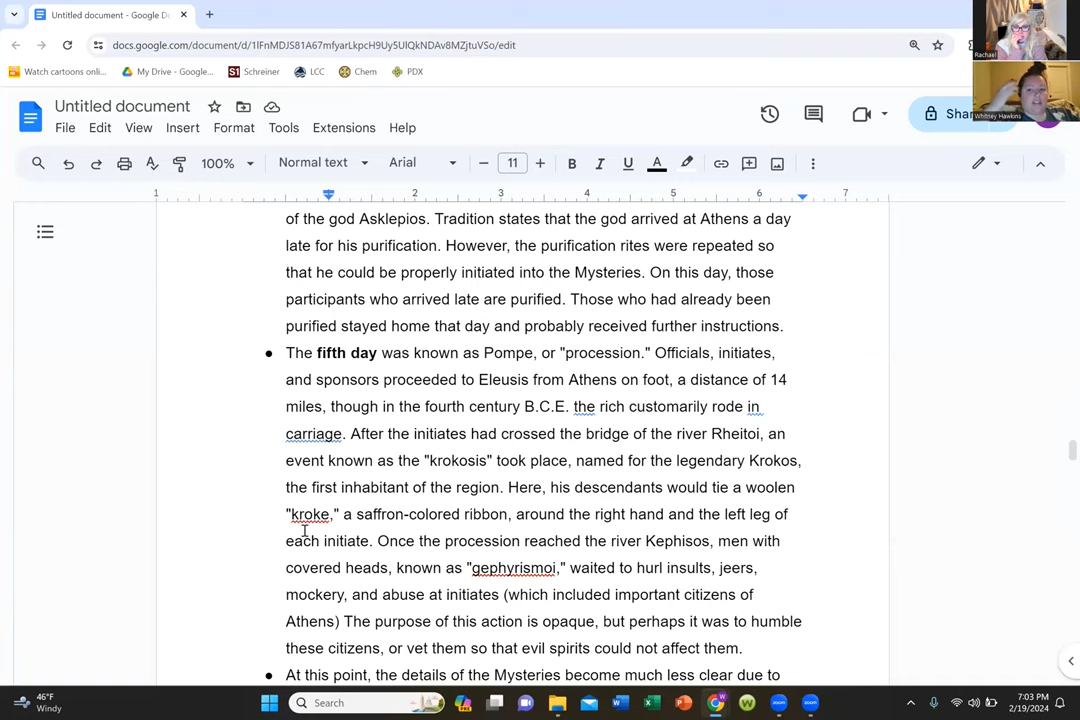 Untitled document - Google D
Rachael
docs.google.com/document/d/1lFnMDJS81A67mfyarLkpcH9Uy5UlQkNDAv8MZjtuVSo/edit
Watch cartoons onli...
My Drive - Google...
S1 Schreiner
LCC
Chem
PDX
Whitney Hawkins
Untitled document
File Edit View Insert Format Tools Extensions Help
Shar
100% Normal text Arial 11 B I U A
1 1 2 3 4 5 6 7
of the god Asklepios. Tradition states that the god arrived at Athens a day
late for his purification. However, the purification rites were repeated so
that he could be properly initiated into the Mysteries. On this day, those
participants who arrived late are purified. Those who had already been
purified stayed home that day and probably received further instructions.
● The fifth day was known as Pompe, or "procession." Officials, initiates,
and sponsors proceeded to Eleusis from Athens on foot, a distance of 14
miles, though in the fourth century B.C.E. the rich customarily rode in
carriage. After the initiates had crossed the bridge of the river Rheitoi, an
event known as the "krokosis" took place, named for the legendary Krokos,
the first inhabitant of the region. Here, his descendants would tie a woolen
"kroke," a saffron-colored ribbon, around the right hand and the left leg of
each initiate. Once the procession reached the river Kephisos, men with
covered heads, known as "gephyrismoi," waited to hurl insults, jeers,
mockery, and abuse at initiates (which included important citizens of
Athens) The purpose of this action is opaque, but perhaps it was to humble
these citizens, or vet them so that evil spirits could not affect them.
● At this point, the details of the Mysteries become much less clear due to
46°F
Windy
Search
7:03 PM
2/19/2024